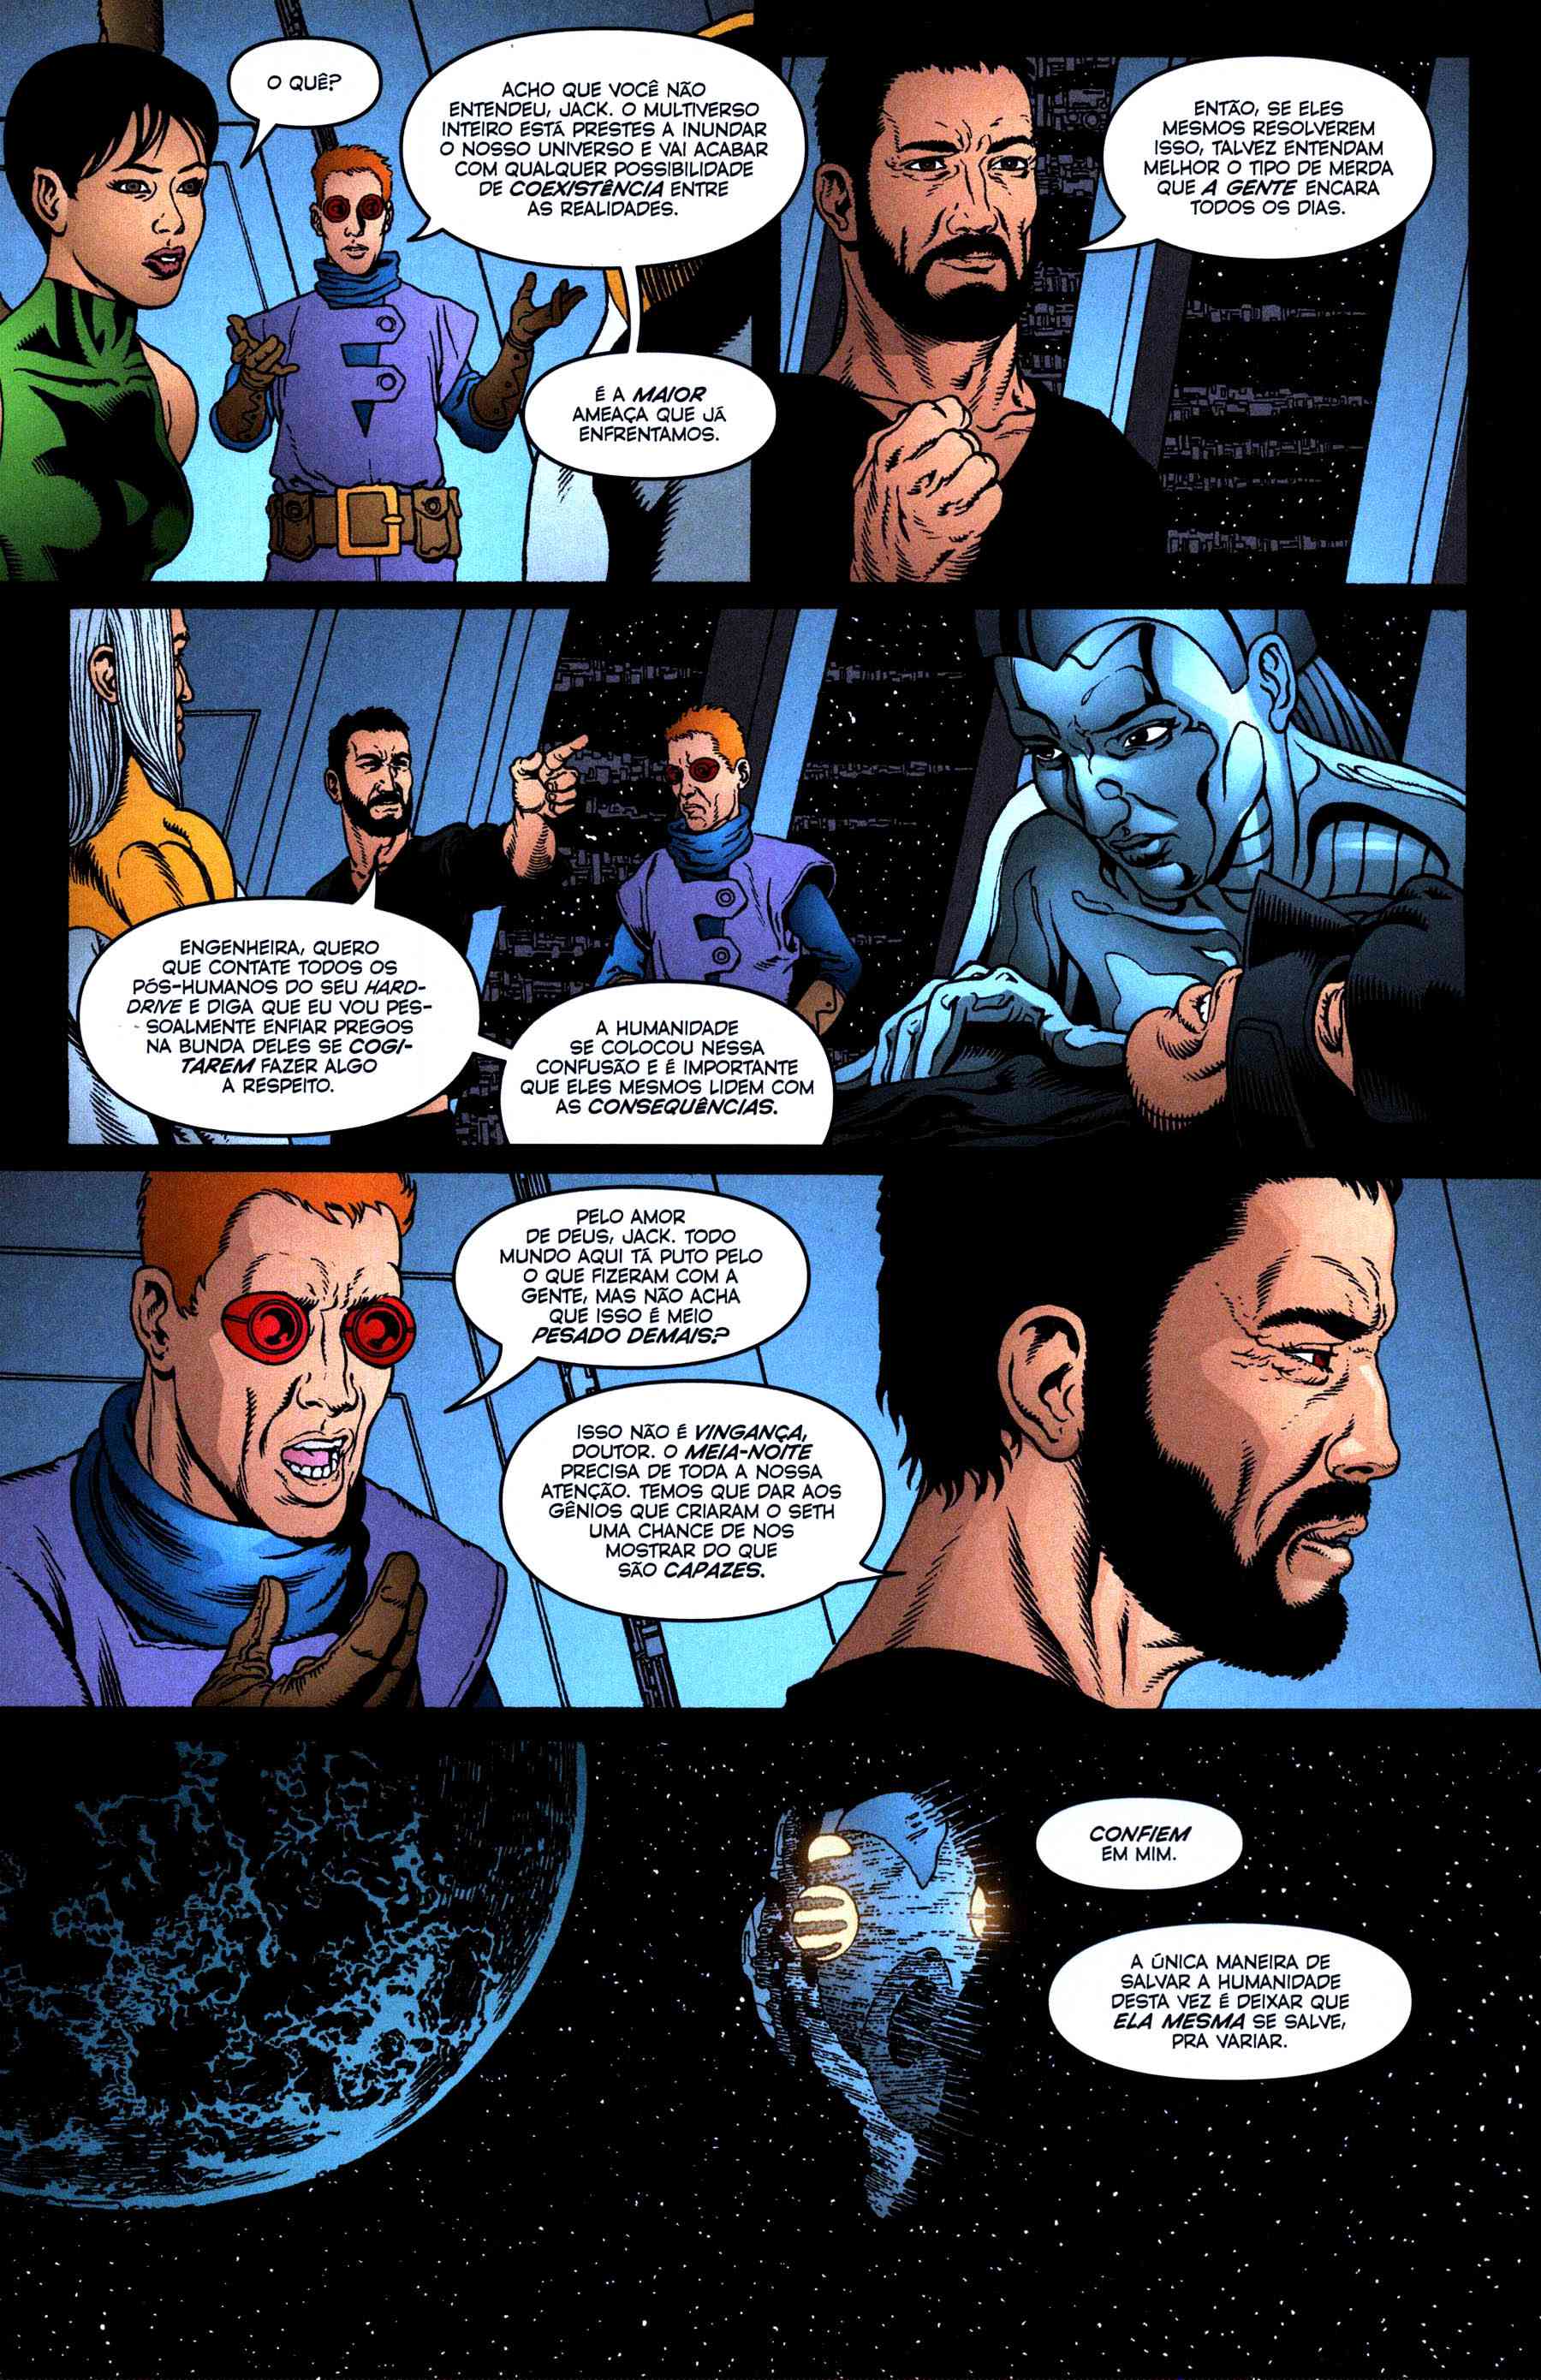 O QUÊ?
ACHO QUE VOCÊ NÃO
ENTENDEU, JACK. O MULTIVERSO
INTEIRO ESTÁ PRESTES A INUNDAR
O NOSSO UNIVERSO E VAI ACABAR
COM QUALQUER POSSIBILIDADE
DE COEXISTÊNCIA ENTRE
AS REALIDADES.
É A MAIOR
AMEAÇA QUE JÁ
ENFRENTAMOS.
ENTÃO, SE ELES
MESMOS RESOLVEREM
ISSO, TALVEZ ENTENDAM
MELHOR O TIPO DE MERDA
QUE A GENTE ENCARA
TODOS OS DIAS.
ENGENHEIRA, QUERO
QUE CONTATE TODOS OS
PÓS-HUMANOS DO SEU HARD-
DRIVE E DIGA QUE EU VOU PES-
SOALMENTE ENFIAR PREGOS
NA BUNDA DELES SE COGI-
TAREM FAZER ALGO
A RESPEITO.
A HUMANIDADE
SE COLOCOU NESSA
CONFUSÃO E É IMPORTANTE
QUE ELES MESMOS LIDEM COM
AS CONSEQUÊNCIAS.
PELO AMOR
DE DEUS, JACK. TODO
MUNDO AQUI TÁ PUTO PELO
O QUE FIZERAM COM A
GENTE, MAS NÃO ACHA
QUE ISSO É MEIO
PESADO DEMAIS?
ISSO NÃO É VINGANÇA,
DOUTOR. O MEIA-NOITE
PRECISA DE TODA A NOSSA
ATENÇÃO. TEMOS QUE DAR AOS
GÊNIOS QUE CRIARAM O SETH
UMA CHANCE DE NOS
MOSTRAR DO QUE
SÃO CAPAZES.
CONFIEM
EM MIM.
A ÚNICA MANEIRA DE
SALVAR A HUMANIDADE
DESTA VEZ É DEIXAR QUE
ELA MESMA SE SALVE,
PRA VARIAR.